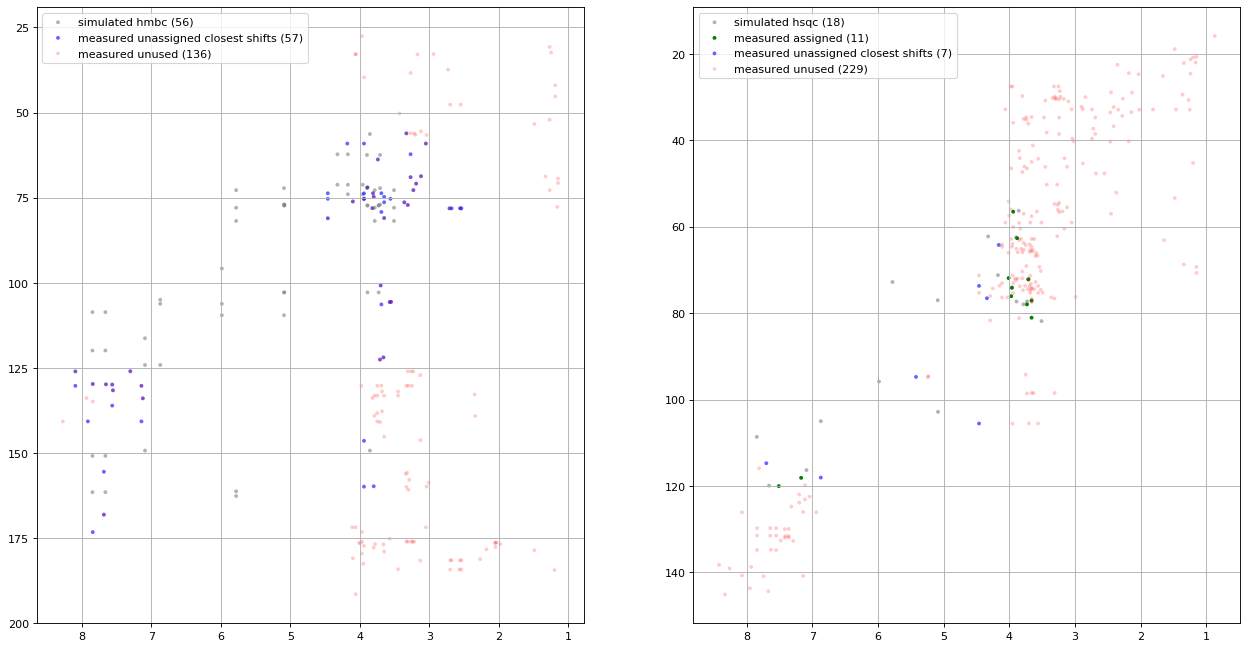 simulated hmbc (56)
measured unassigned closest shifts (57)
measured unused (136)
25
50
75
100
125
150
175
200
8 7 6 5 4 3 2 1
simulated hsqc (18)
measured assigned (11)
measured unassigned closest shifts (7)
measured unused (229)
20
40
60
80
100
120
140
8 7 6 5 4 3 2 1